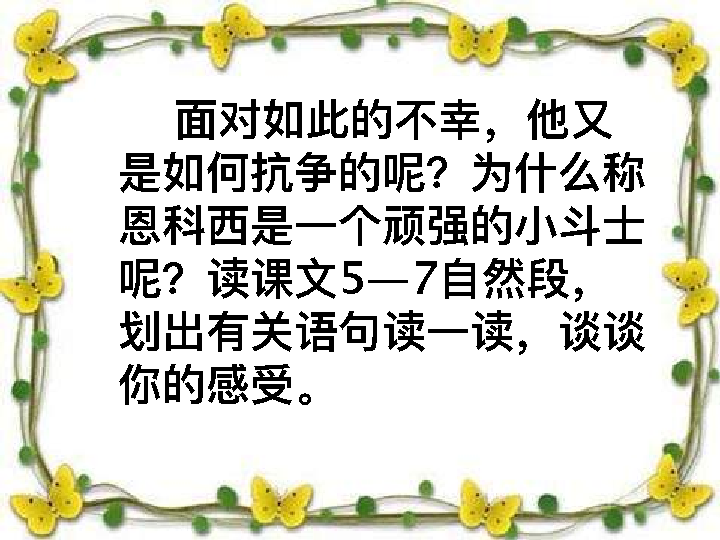 面对如此的不幸，他又
是如何抗争的呢？为什么称
恩科西是一个顽强的小斗士
呢？读课文5—7自然段，
划出有关语句读一读，谈谈
你的感受。